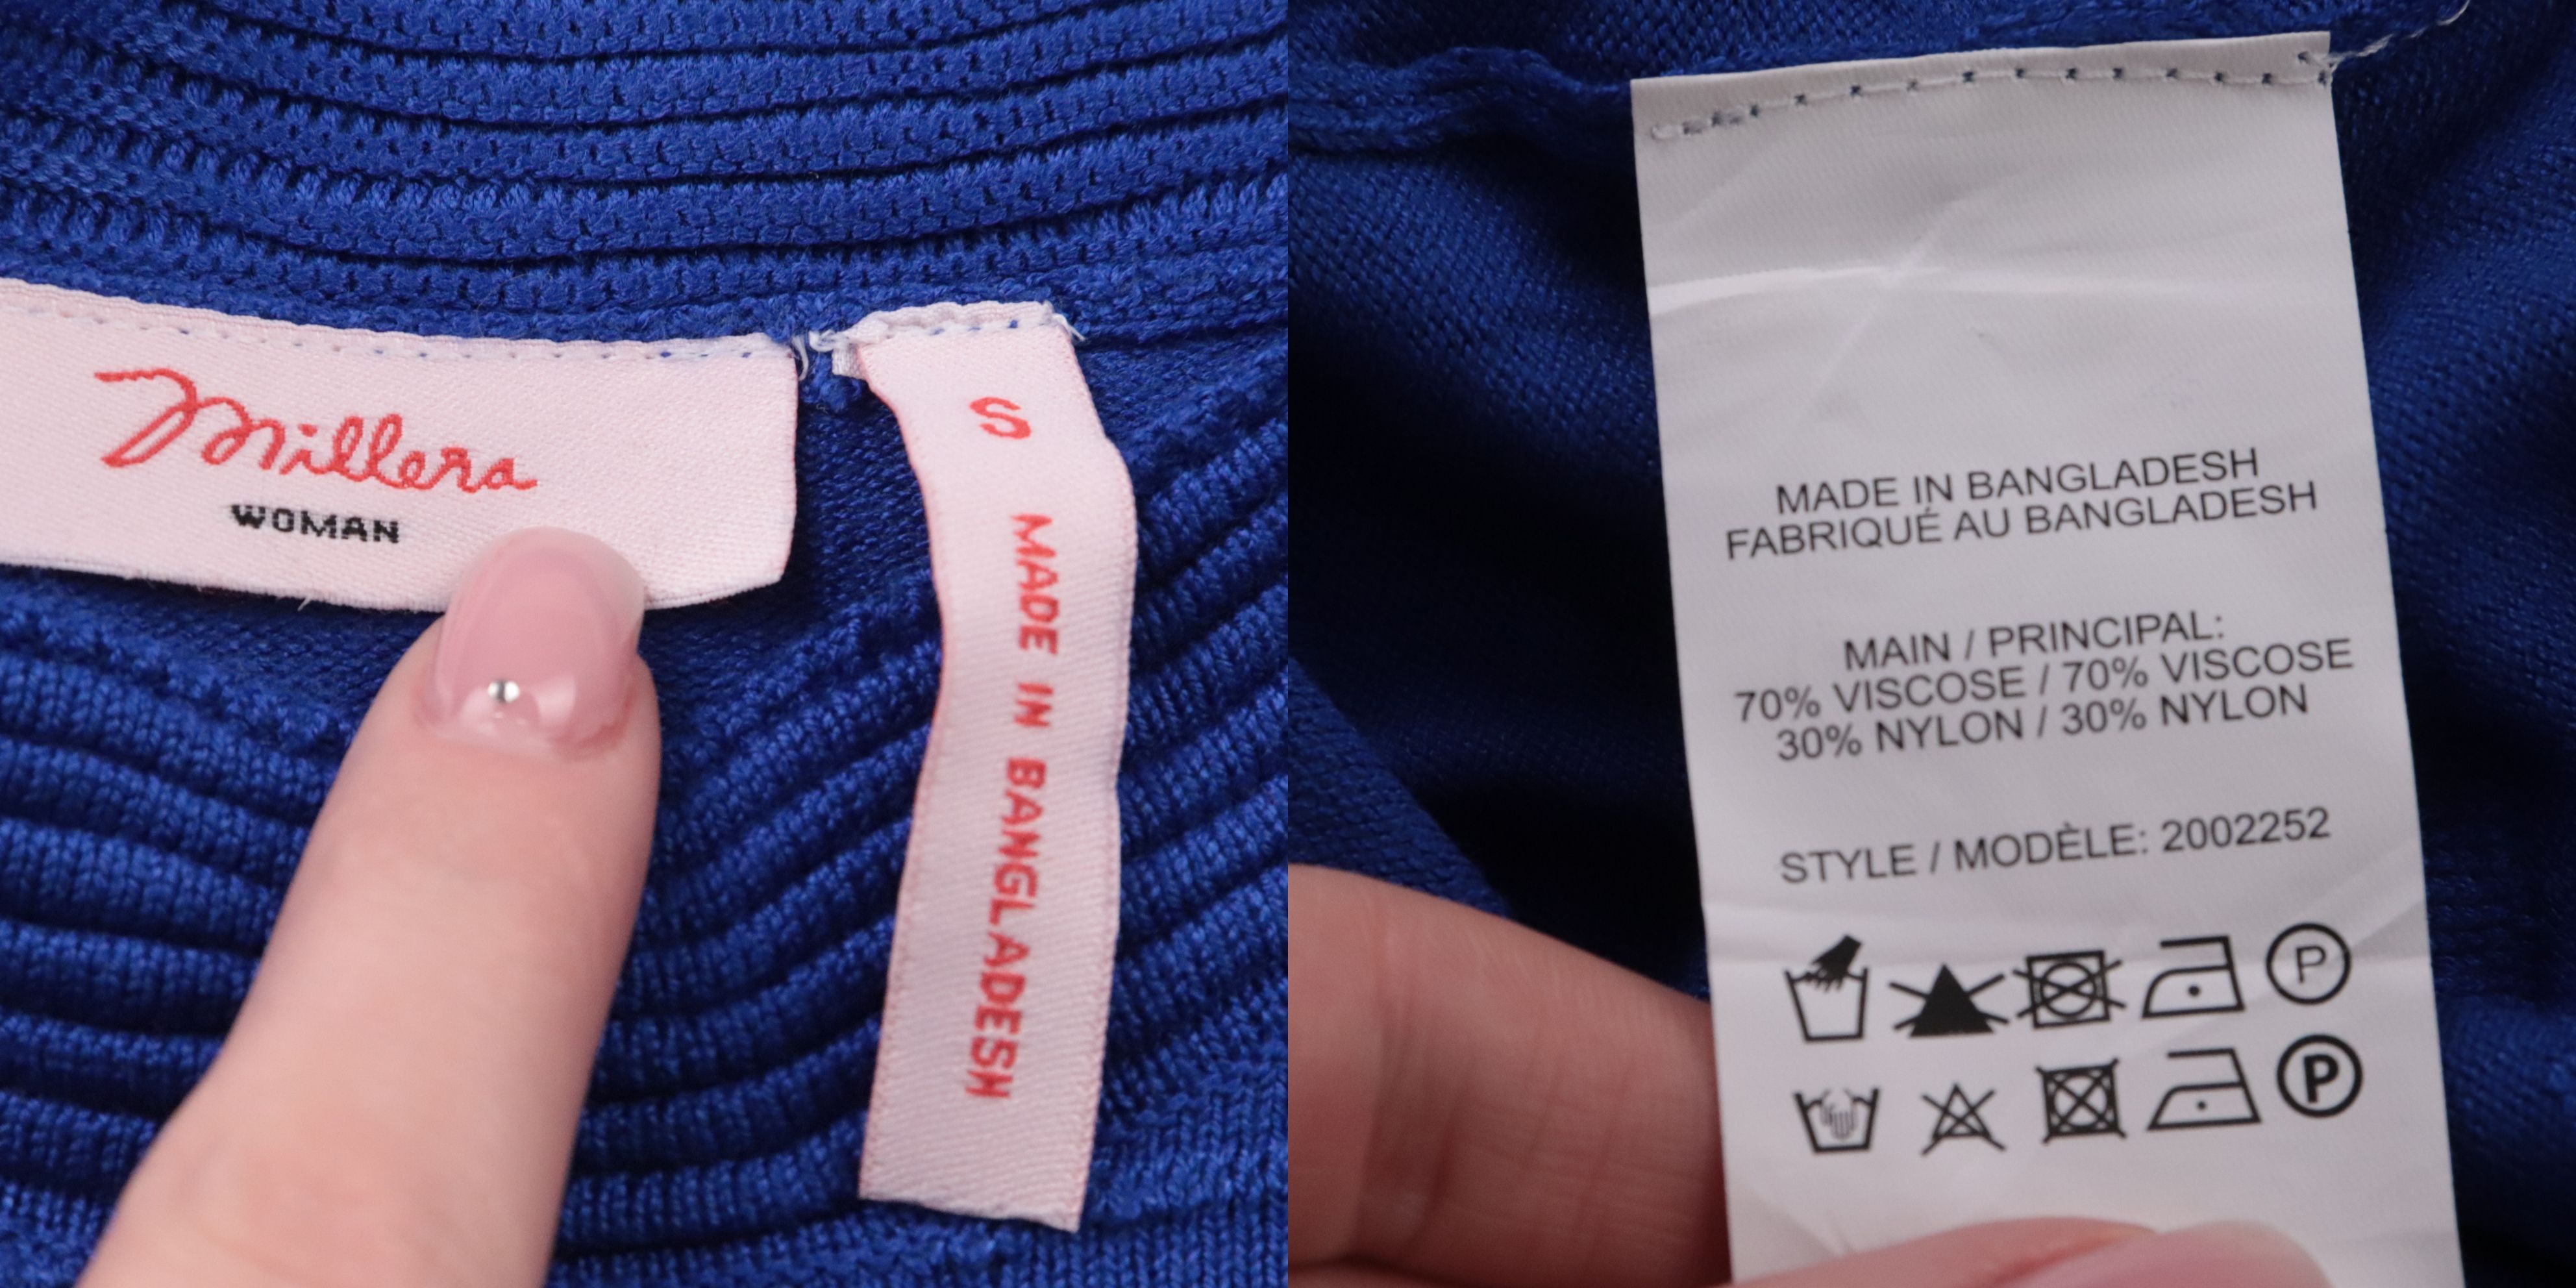 Millera
WOMAN
S
MADE IN BANGLADESH
MADE IN BANGLADESH
FABRIQUÉ AU BANGLADESH
MAIN / PRINCIPAL:
70% VISCOSE / 70% VISCOSE
30% NYLON / 30% NYLON
STYLE / MODÈLE: 2002252
P
P